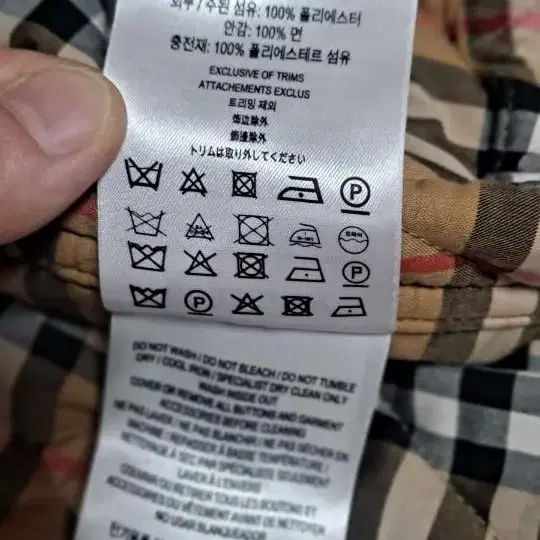 외부 / 수된 섬유: 100% 폴리에스터
안감: 100% 면
충전재: 100% 폴리에스테르 섬유
EXCLUSIVE OF TRIMS
ATTACHEMENTS EXCLUS
트리밍 제외
饰边除外
飾邊除外
トリムは取り外してください
P
P
P
DO NOT WASH / DO NOT BLEACH / DO NOT TUMBLE
DRY / COOL IRON / SPECIALIST DRY CLEAN ONLY
WASH INSIDE OUT
COVER OR REMOVE ALL BUTTONS AND GARMENT
ACCESSORIES BEFORE CLEANING
NE PAS LAVER / NE PAS BLANCHIR / NE PAS SÉCHER EN
MACHINE / REPASSER À BASSE TEMPÉRATURE /
NETTOYAGE À SEC SPÉCIALISTE SEULEMENT
LAVER À L'ENVERS
COUVRIR OU RETIRER TOUS LES BOUTONS ET
ACCESSOIRES DU VÊTEMENT AVANT DE NETTOYER
NO USAR BLANQUEADOR